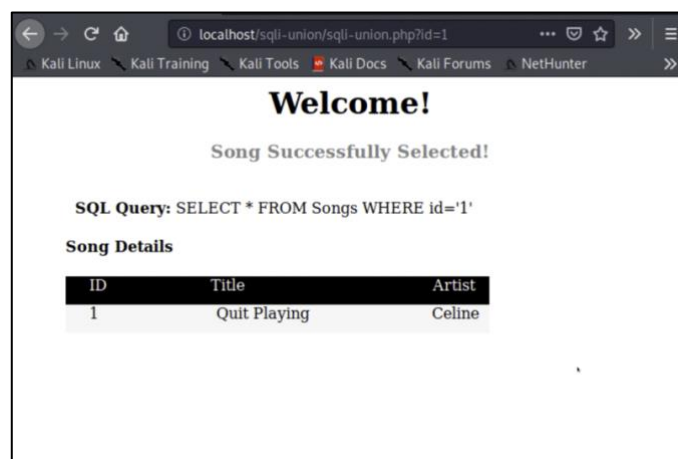 localhost/sqli-union/sqli-union.php?id=1
Kali Linux Kali Training Kali Tools Kali Docs Kali Forums NetHunter
Welcome!
Song Successfully Selected!
SQL Query: SELECT * FROM Songs WHERE id='1'
Song Details
ID Title Artist
1 Quit Playing Celine